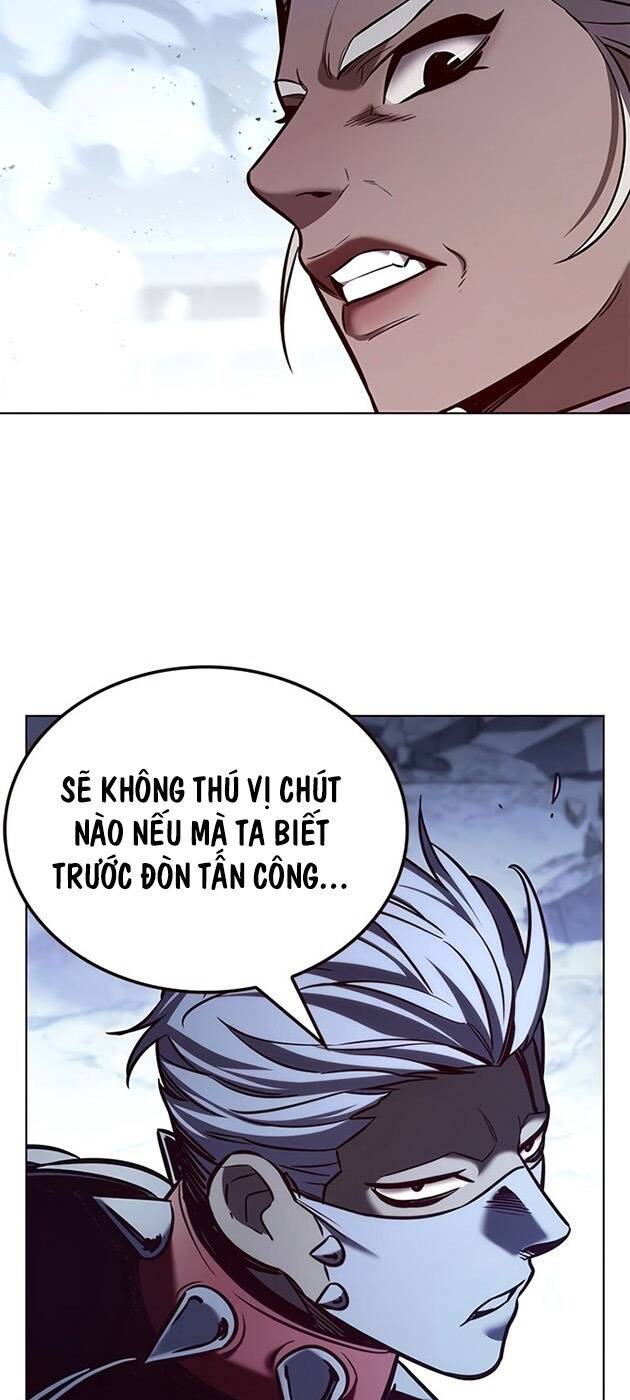 SẼ KHÔNG THÚ VỊ CHÚT
NÀO NẾU MÀ TA BIẾT
TRƯỚC ĐÒN TẤN CÔNG...